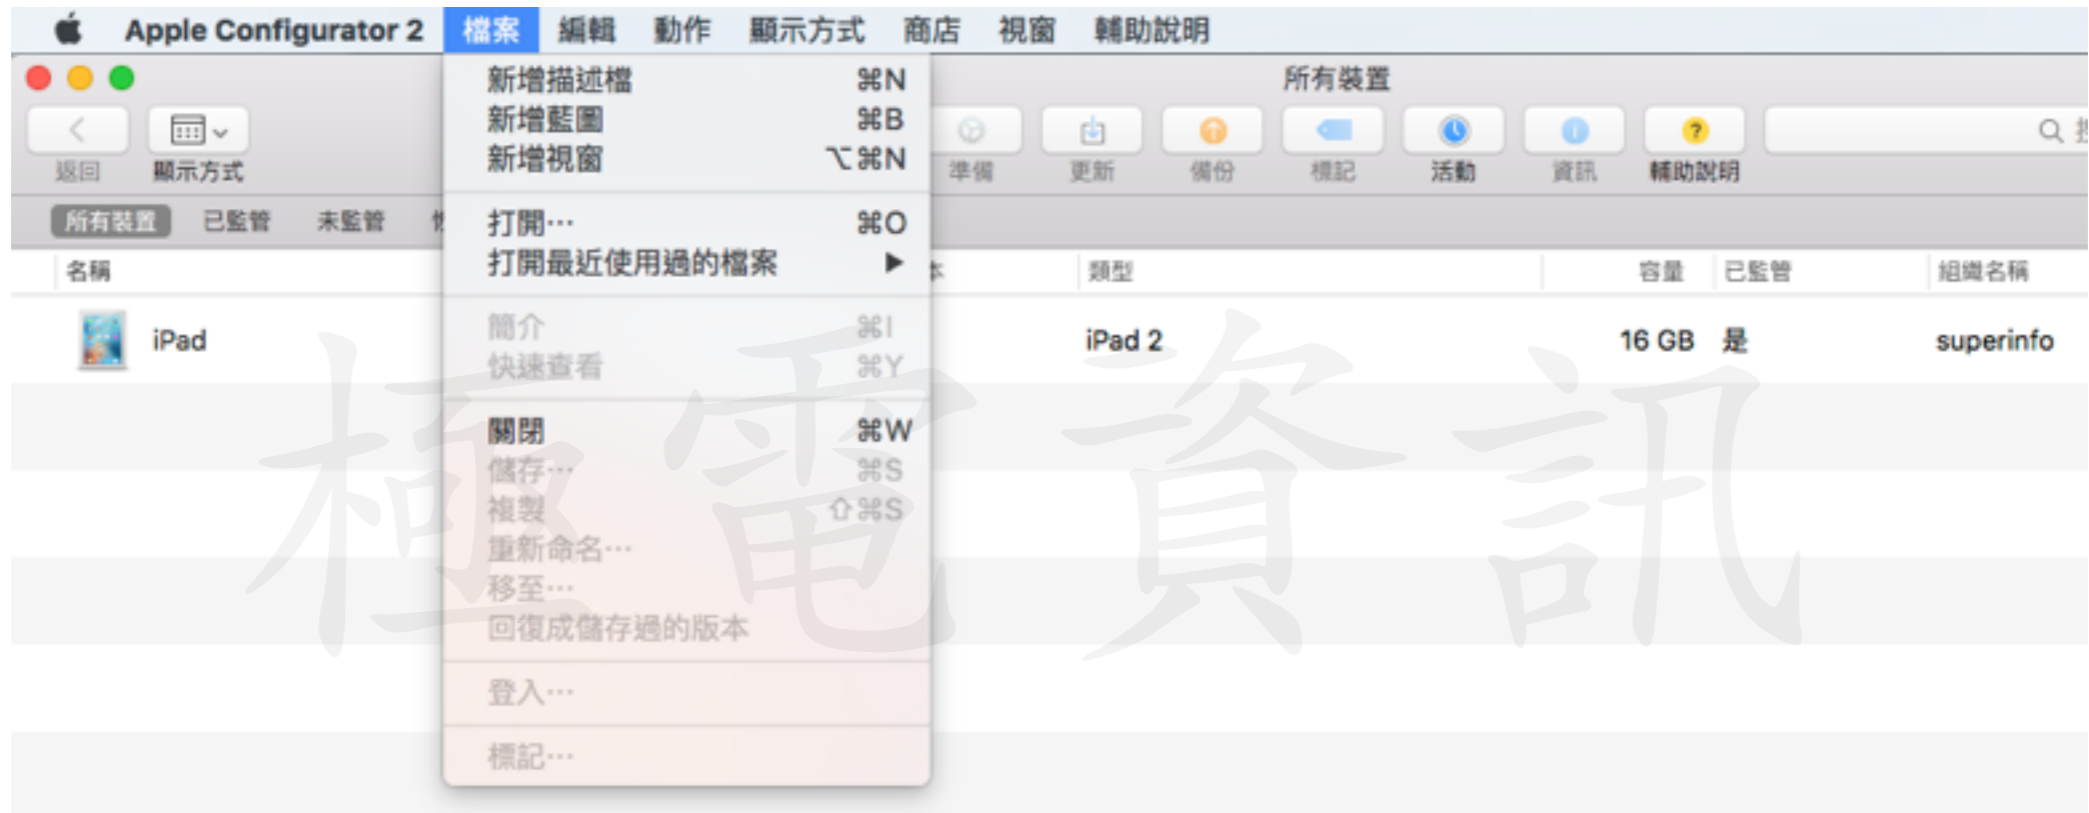 Apple Configurator 2 檔案 編輯 動作 顯示方式 商店 視窗 輔助說明
所有裝置
返回 顯示方式 準備 更新 備份 標記 活動 資訊 輔助說明
所有裝置 已監管 未監管
名稱 本 類型 容量 已監管 組織名稱
iPad iPad 2 16 GB 是 superinfo
新增描述檔 ⌘N
新增藍圖 ⌘B
新增視窗 ⌥⌘N
打開… ⌘O
打開最近使用過的檔案 ▶
簡介 ⌘I
快速查看 ⌘Y
關閉 ⌘W
儲存… ⌘S
複製 ⇧⌘S
重新命名…
移至…
回復成儲存過的版本
登入…
標記…
極電資訊